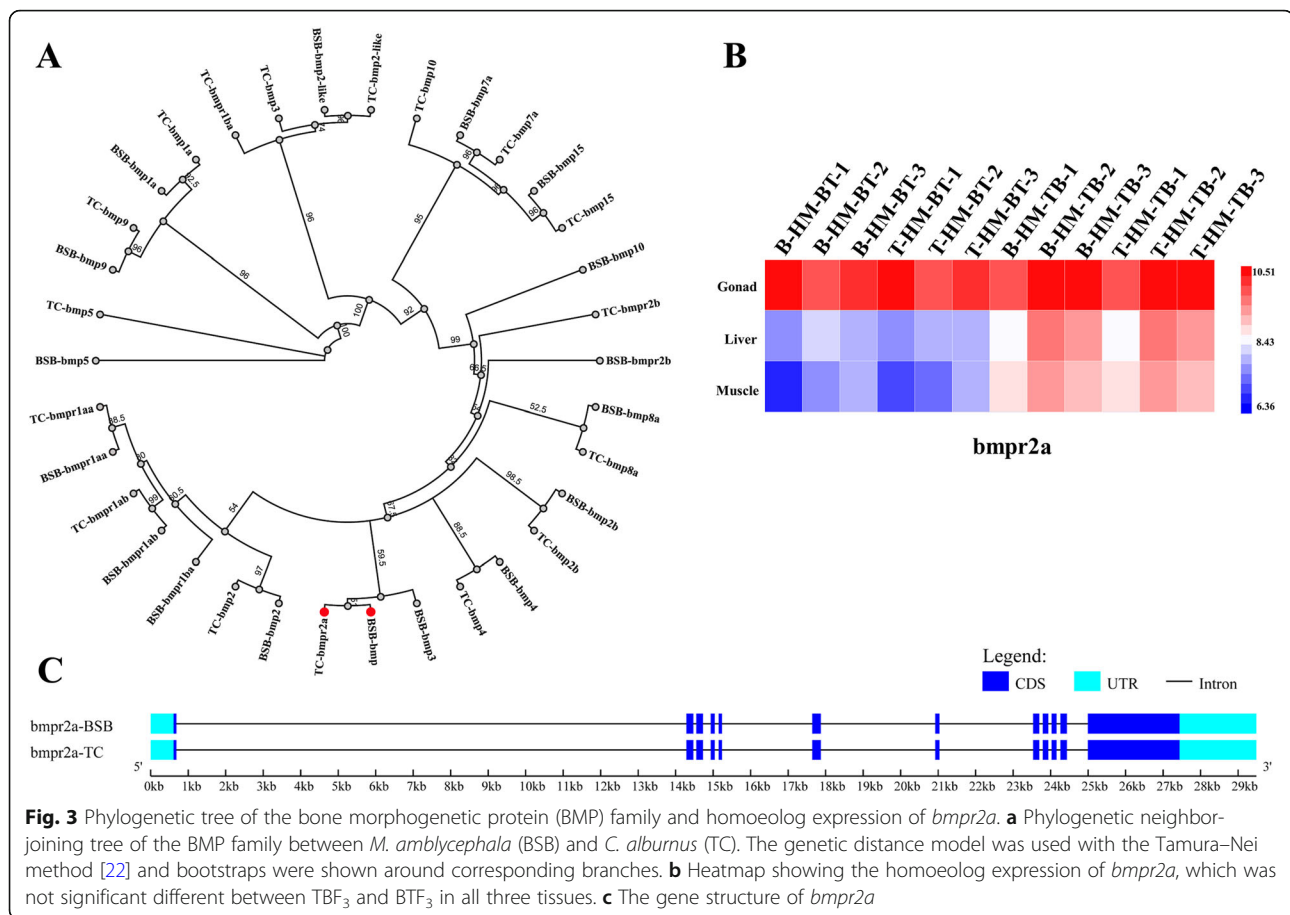 A
BSB-bmp2-like
TC-bmp2-like
TC-bmp3
TC-bmpr1ba
TC-bmp10
BSB-bmp7a
TC-bmp7a
BSB-bmp15
TC-bmp15
BSB-bmp10
TC-bmpr2b
BSB-bmpr2b
BSB-bmp8a
TC-bmp8a
BSB-bmp2b
TC-bmp2b
BSB-bmp4
TC-bmp4
BSB-bmp3
BSB-bmp
TC-bmpr2a
BSB-bmp2
TC-bmp2
BSB-bmpr1ba
BSB-bmpr1ab
TC-bmpr1ab
BSB-bmpr1aa
TC-bmpr1aa
BSB-bmp5
TC-bmp5
BSB-bmp9
TC-bmp9
BSB-bmp1a
TC-bmp1a
96
95
96
96
96
96
100
100
92
99
52.5
98.5
88.5
59.5
54
97
99
B
B-HM-BT-1
B-HM-BT-2
B-HM-BT-3
T-HM-BT-1
T-HM-BT-2
T-HM-BT-3
B-HM-TB-1
B-HM-TB-2
B-HM-TB-3
T-HM-TB-1
T-HM-TB-2
T-HM-TB-3
Gonad
Liver
Muscle
10.51
8.43
6.36
bmpr2a
C
Legend:
CDS UTR Intron
bmpr2a-BSB
bmpr2a-TC
5' 3'
0kb 1kb 2kb 3kb 4kb 5kb 6kb 7kb 8kb 9kb 10kb 11kb 12kb 13kb 14kb 15kb 16kb 17kb 18kb 19kb 20kb 21kb 22kb 23kb 24kb 25kb 26kb 27kb 28kb 29kb
Fig. 3 Phylogenetic tree of the bone morphogenetic protein (BMP) family and homoeolog expression of bmpr2a. a Phylogenetic neighbor-
joining tree of the BMP family between M. amblycephala (BSB) and C. alburnus (TC). The genetic distance model was used with the Tamura–Nei
method [22] and bootstraps were shown around corresponding branches. b Heatmap showing the homoeolog expression of bmpr2a, which was
not significant different between TBF₃ and BTF₃ in all three tissues. c The gene structure of bmpr2a